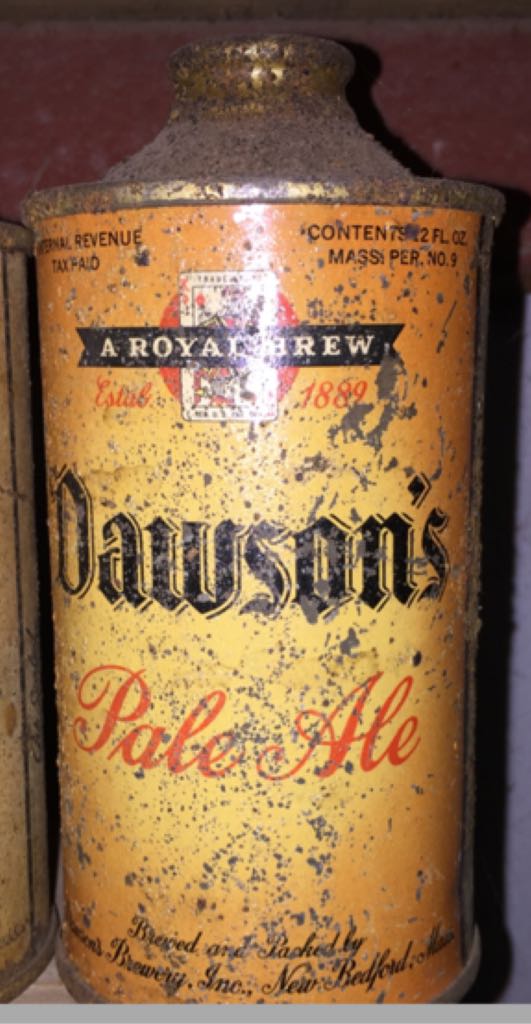 INTERNAL REVENUE
TAX PAID
CONTENTS 12 FL. OZ.
MASS. PER. NO. 9
A ROYAL BREW
Estab. 1889
Dawson's
Pale Ale
Brewed and Packed by
Dawson's Brewery, Inc., New Bedford, Mass.